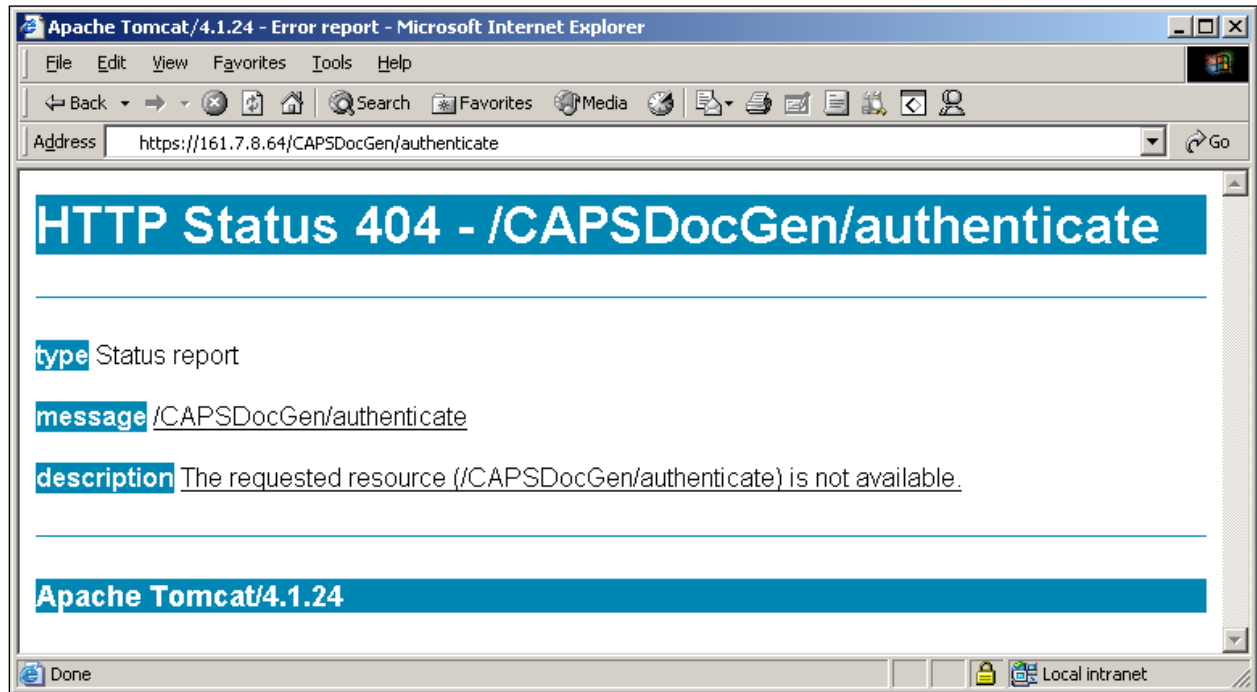 Apache Tomcat/4.1.24 - Error report - Microsoft Internet Explorer
File Edit View Favorites Tools Help
Back Search Favorites Media
Address https://161.7.8.64/CAPSDocGen/authenticate Go
HTTP Status 404 - /CAPSDocGen/authenticate
type Status report
message /CAPSDocGen/authenticate
description The requested resource (/CAPSDocGen/authenticate) is not available.
Apache Tomcat/4.1.24
Done Local intranet